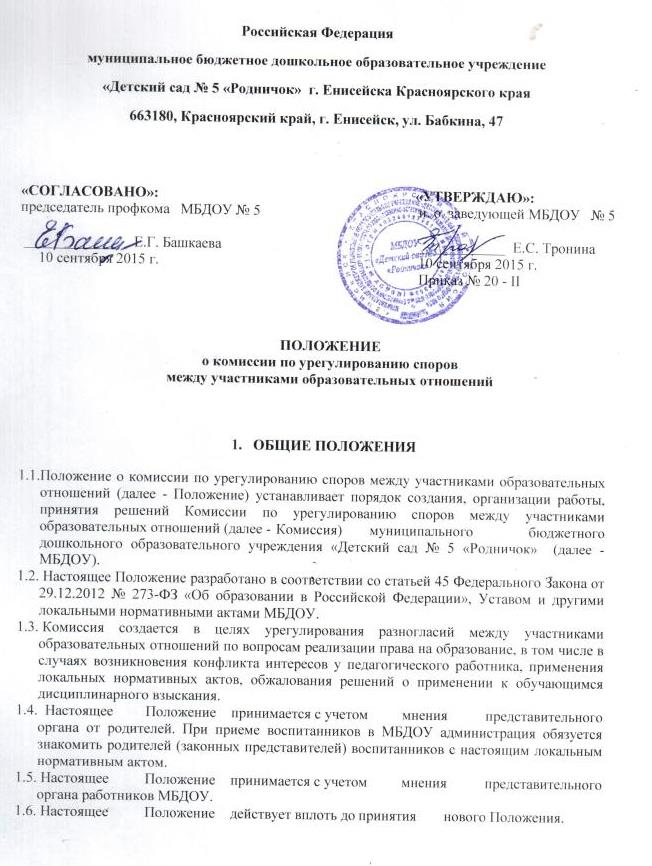 Российская Федерация
муниципальное бюджетное дошкольное образовательное учреждение
«Детский сад № 5 «Родничок» г. Енисейска Красноярского края
663180, Красноярский край, г. Енисейск, ул. Бабкина, 47
«СОГЛАСОВАНО»:
председатель профкома МБДОУ № 5
Е.Г. Башкаева
10 сентября 2015 г.
«УТВЕРЖДАЮ»:
и. о. заведующей МБДОУ № 5
Е.С. Тронина
10 сентября 2015 г.
Приказ № 20 - II
МБДОУ
«Детский сад
«Родничок»
ПОЛОЖЕНИЕ
о комиссии по урегулированию споров
между участниками образовательных отношений
1. ОБЩИЕ ПОЛОЖЕНИЯ
1.1.Положение о комиссии по урегулированию споров между участниками образовательных
отношений (далее - Положение) устанавливает порядок создания, организации работы,
принятия решений Комиссии по урегулированию споров между участниками
образовательных отношений (далее - Комиссия) муниципального бюджетного
дошкольного образовательного учреждения «Детский сад № 5 «Родничок» (далее -
МБДОУ).
1.2. Настоящее Положение разработано в соответствии со статьей 45 Федерального Закона от
29.12.2012 № 273-ФЗ «Об образовании в Российской Федерации», Уставом и другими
локальными нормативными актами МБДОУ.
1.3. Комиссия создается в целях урегулирования разногласий между участниками
образовательных отношений по вопросам реализации права на образование, в том числе в
случаях возникновения конфликта интересов у педагогического работника, применения
локальных нормативных актов, обжалования решений о применении к обучающимся
дисциплинарного взыскания.
1.4. Настоящее Положение принимается с учетом мнения представительного
органа от родителей. При приеме воспитанников в МБДОУ администрация обязуется
знакомить родителей (законных представителей) воспитанников с настоящим локальным
нормативным актом.
1.5. Настоящее Положение принимается с учетом мнения представительного
органа работников МБДОУ.
1.6. Настоящее Положение действует вплоть до принятия нового Положения.